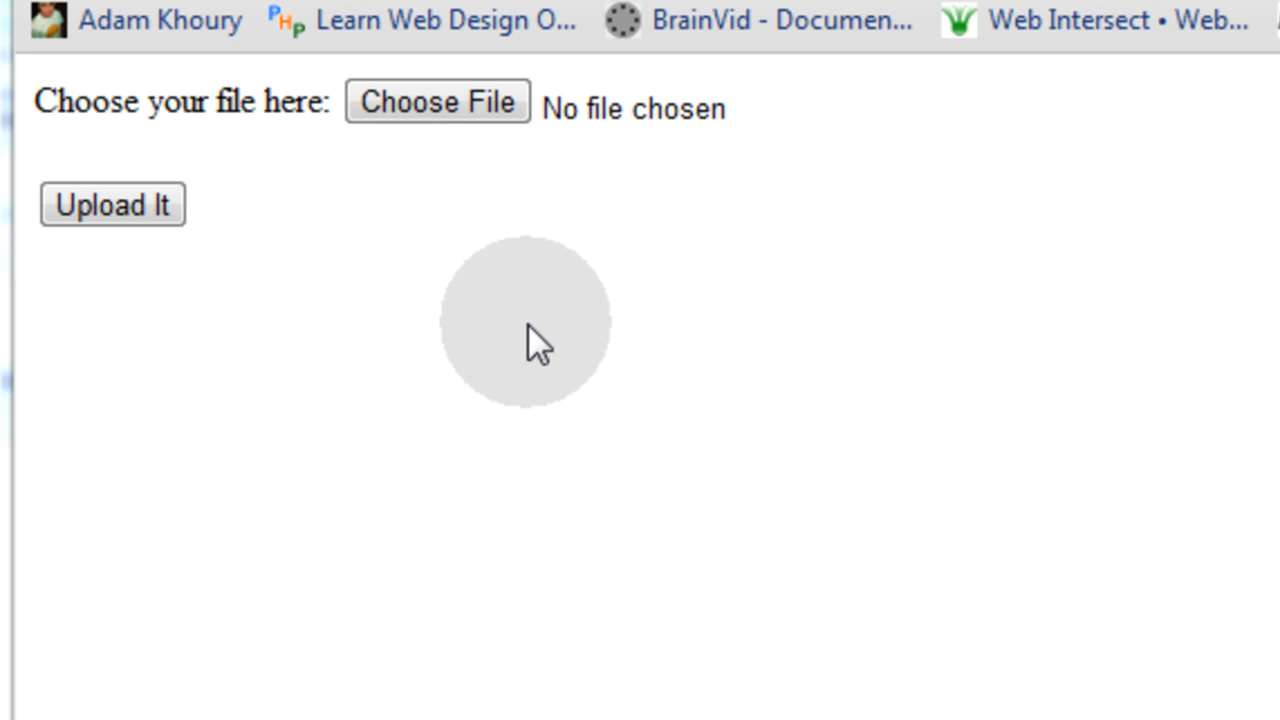 Adam Khoury PHP Learn Web Design O... BrainVid - Documen... Web Intersect • Web...
Choose your file here: Choose File No file chosen
Upload It